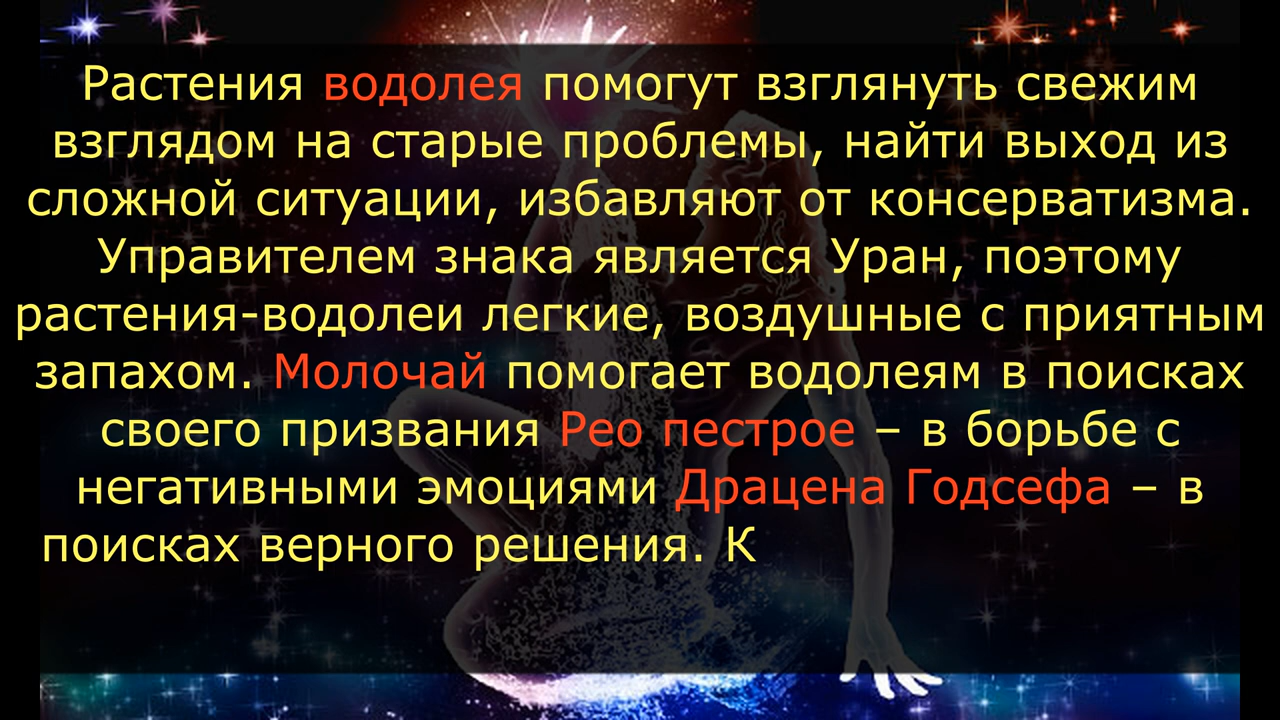 Растения водолея помогут взглянуть свежим
взглядом на старые проблемы, найти выход из
сложной ситуации, избавляют от консерватизма.
Управителем знака является Уран, поэтому
растения-водолеи легкие, воздушные с приятным
запахом. Молочай помогает водолеям в поисках
своего призвания Рео пестрое – в борьбе с
негативными эмоциями Драцена Годсефа – в
поисках верного решения. К